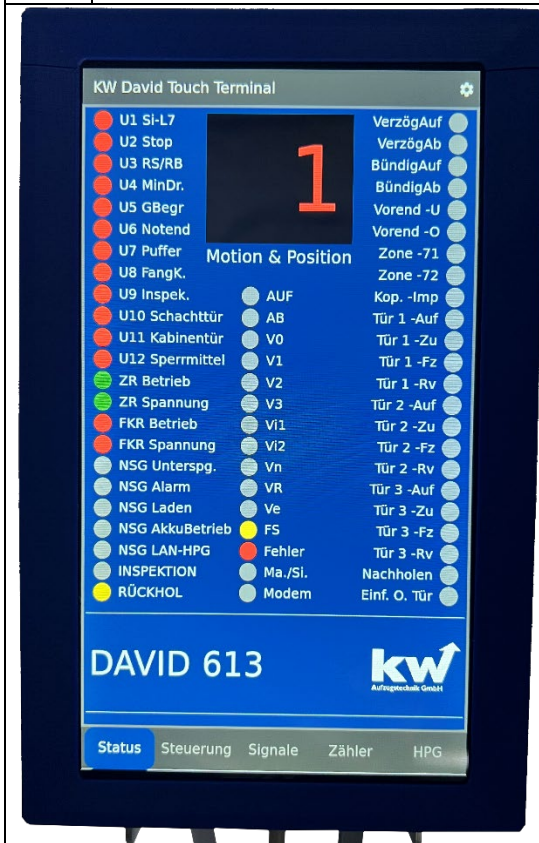 KW David Touch Terminal
U1 Si-L7
U2 Stop
U3 RS/RB
U4 MinDr.
U5 GBegr
U6 Notend
U7 Puffer
U8 FangK.
U9 Inspek.
U10 Schachttür
U11 Kabinentür
U12 Sperrmittel
ZR Betrieb
ZR Spannung
FKR Betrieb
FKR Spannung
NSG Unterspg.
NSG Alarm
NSG Laden
NSG AkkuBetrieb
NSG LAN-HPG
INSPEKTION
RÜCKHOL
1
Motion & Position
AUF
AB
V0
V1
V2
V3
Vi1
Vi2
Vn
VR
Ve
FS
Fehler
Ma./Si.
Modem
VerzögAuf
VerzögAb
BündigAuf
BündigAb
Vorend -U
Vorend -O
Zone -71
Zone -72
Kop. -Imp
Tür 1 -Auf
Tür 1 -Zu
Tür 1 -Fz
Tür 1 -Rv
Tür 2 -Auf
Tür 2 -Zu
Tür 2 -Fz
Tür 2 -Rv
Tür 3 -Auf
Tür 3 -Zu
Tür 3 -Fz
Tür 3 -Rv
Nachholen
Einf. O. Tür
DAVID 613
kw
Aufzugstechnik GmbH
Status Steuerung Signale Zähler HPG